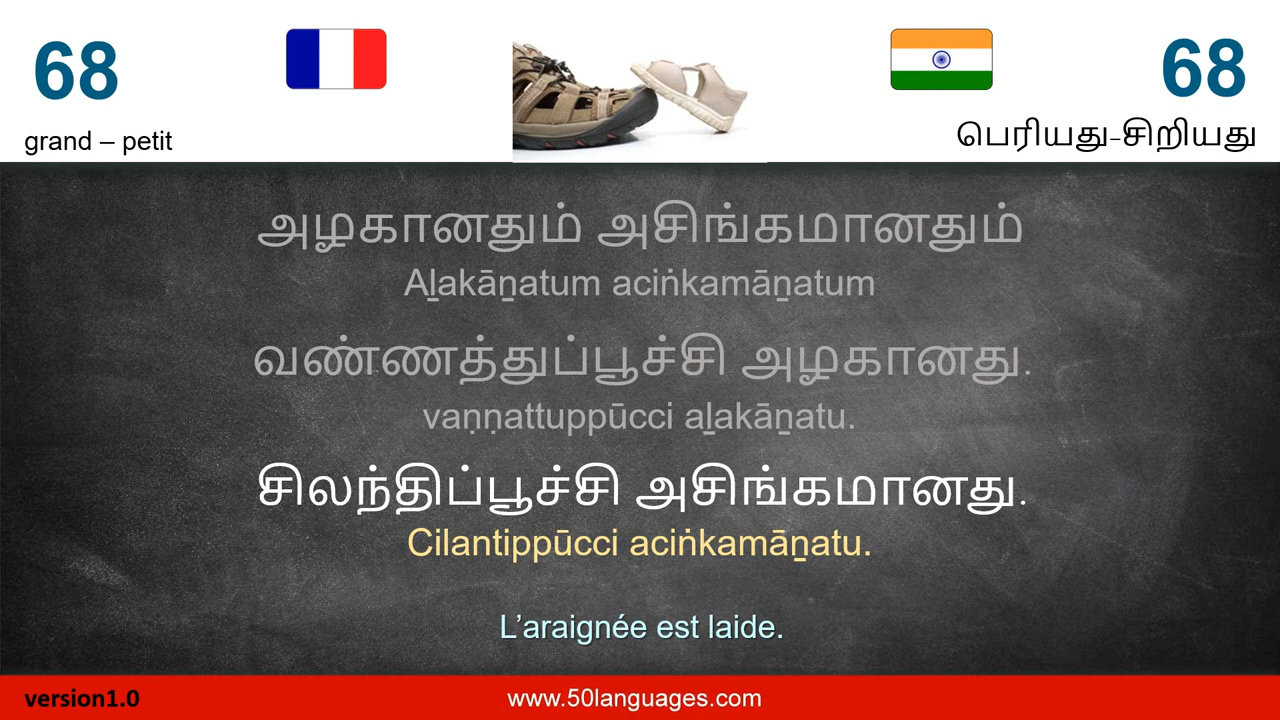 68
68
grand – petit
பெரியது-சிறியது
அழகானதும் அசிங்கமானதும்
Aḻakāṉatum aciṅkamāṉatum
வண்ணத்துப்பூச்சி அழகானது.
vaṇṇattuppūcci aḻakāṉatu.
சிலந்திப்பூச்சி அசிங்கமானது.
Cilantippūcci aciṅkamāṉatu.
L’araignée est laide.
version1.0
www.50languages.com